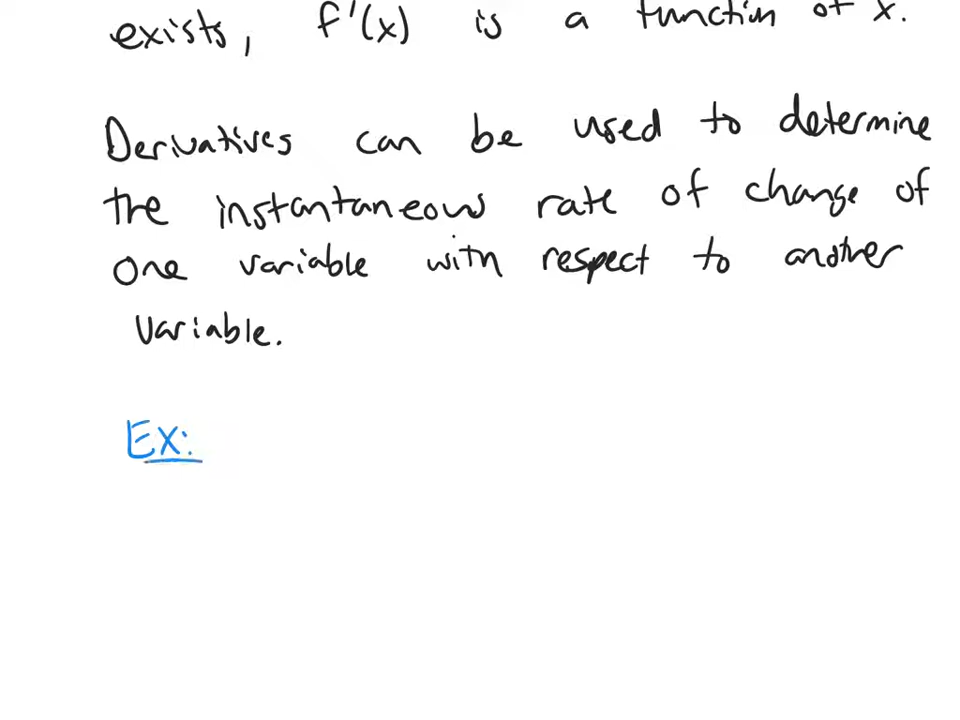 exists, f'(x) is a function of x.
Derivatives can be used to determine
the instantaneous rate of change of
one variable with respect to another
variable.
Ex: